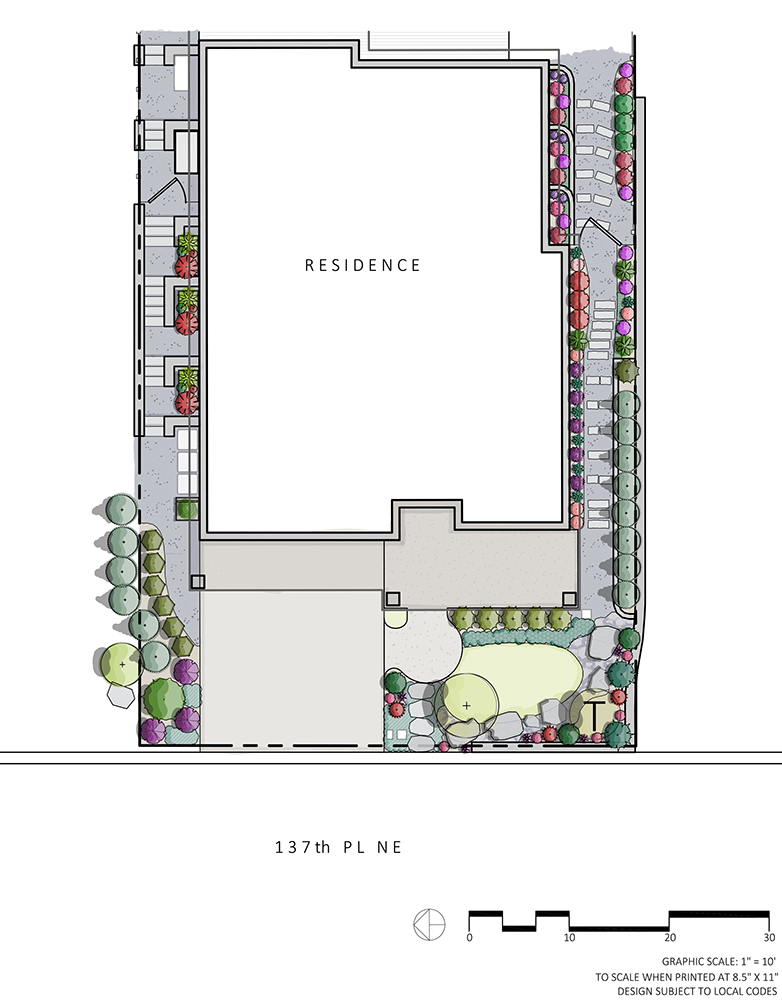 RESIDENCE
T
137th PL NE
0 10 20 30
GRAPHIC SCALE: 1" = 10'
TO SCALE WHEN PRINTED AT 8.5" X 11"
DESIGN SUBJECT TO LOCAL CODES